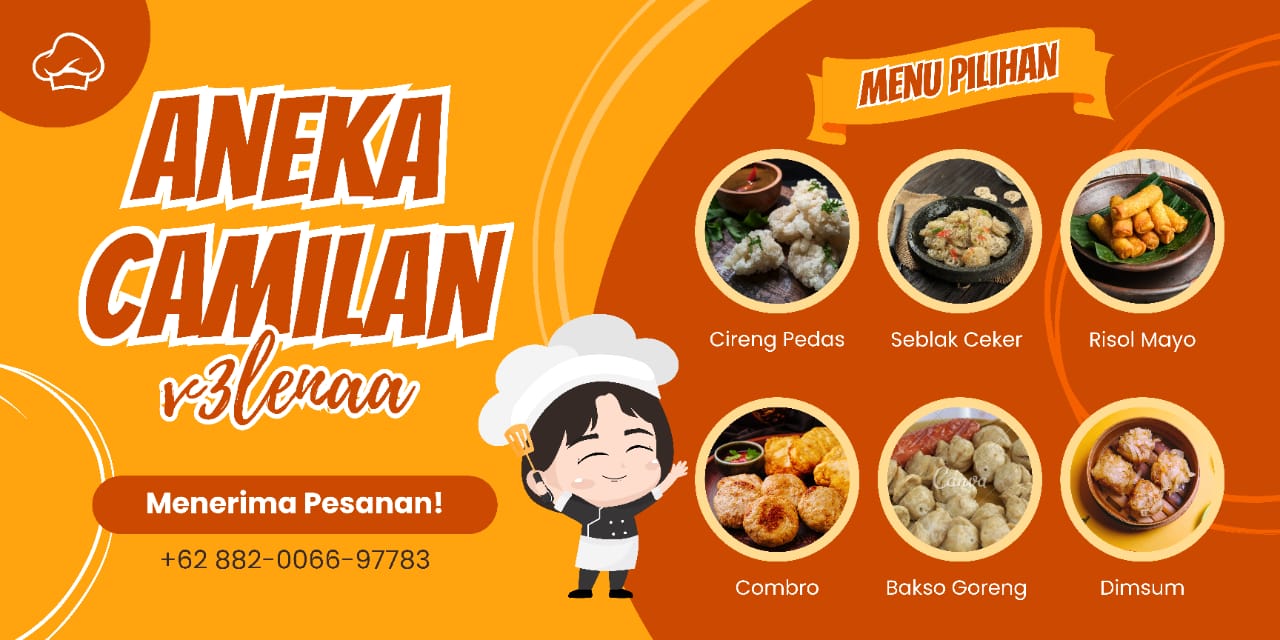 ANEKA
CAMILAN
v3lenaa
Menerima Pesanan!
+62 882-0066-97783
MENU PILIHAN
Cireng Pedas
Seblak Ceker
Risol Mayo
Combro
Bakso Goreng
Dimsum
Canva